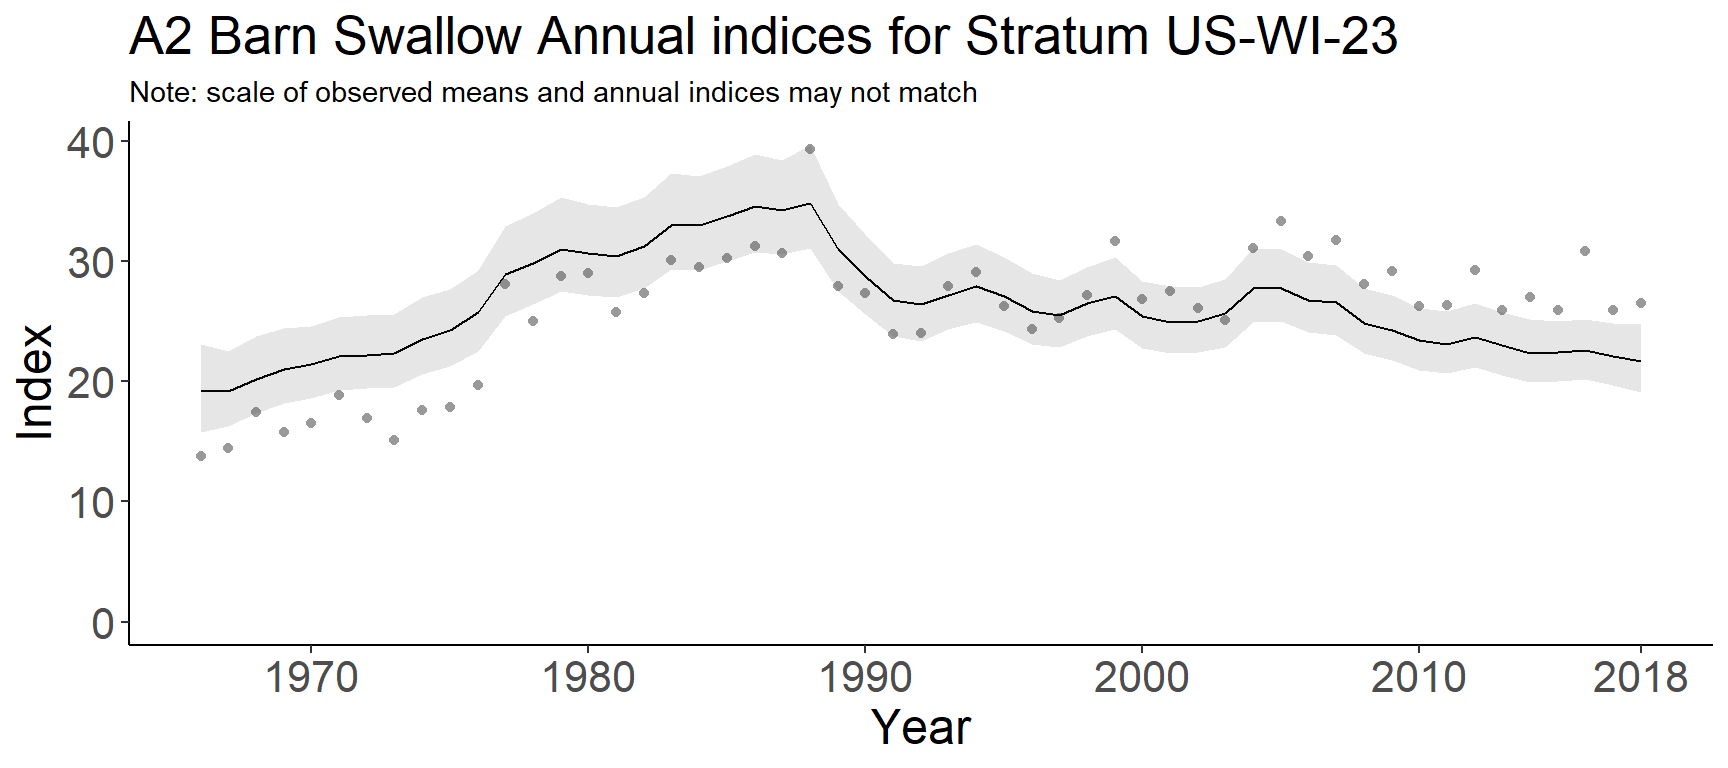 A2 Barn Swallow Annual indices for Stratum US-WI-23
Note: scale of observed means and annual indices may not match
40
30
20
10
0
Index
1970 1980 1990 2000 2010 2018
Year